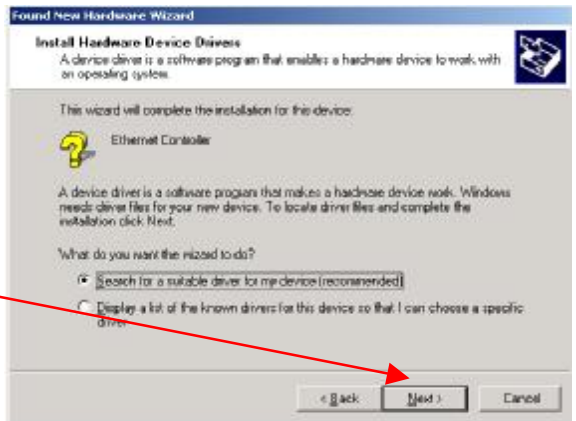 Found New Hardware Wizard
Install Hardware Device Drivers
A device driver is a software program that enables a hardware device to work with
an operating system.
This wizard will complete the installation for this device:
Ethernet Controller
A device driver is a software program that makes a hardware device work. Windows
needs driver files for your new device. To locate driver files and complete the
installation click Next.
What do you want the wizard to do?
Search for a suitable driver for my device (recommended)
Display a list of the known drivers for this device so that I can choose a specific
driver
< Back
Next >
Cancel